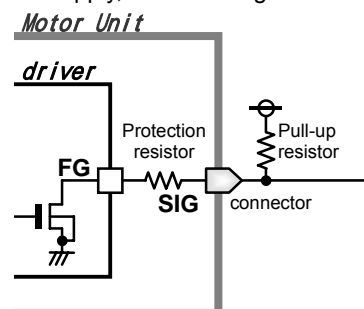 Motor Unit
driver
Protection
resistor
Pull-up
resistor
FG
SIG
connector